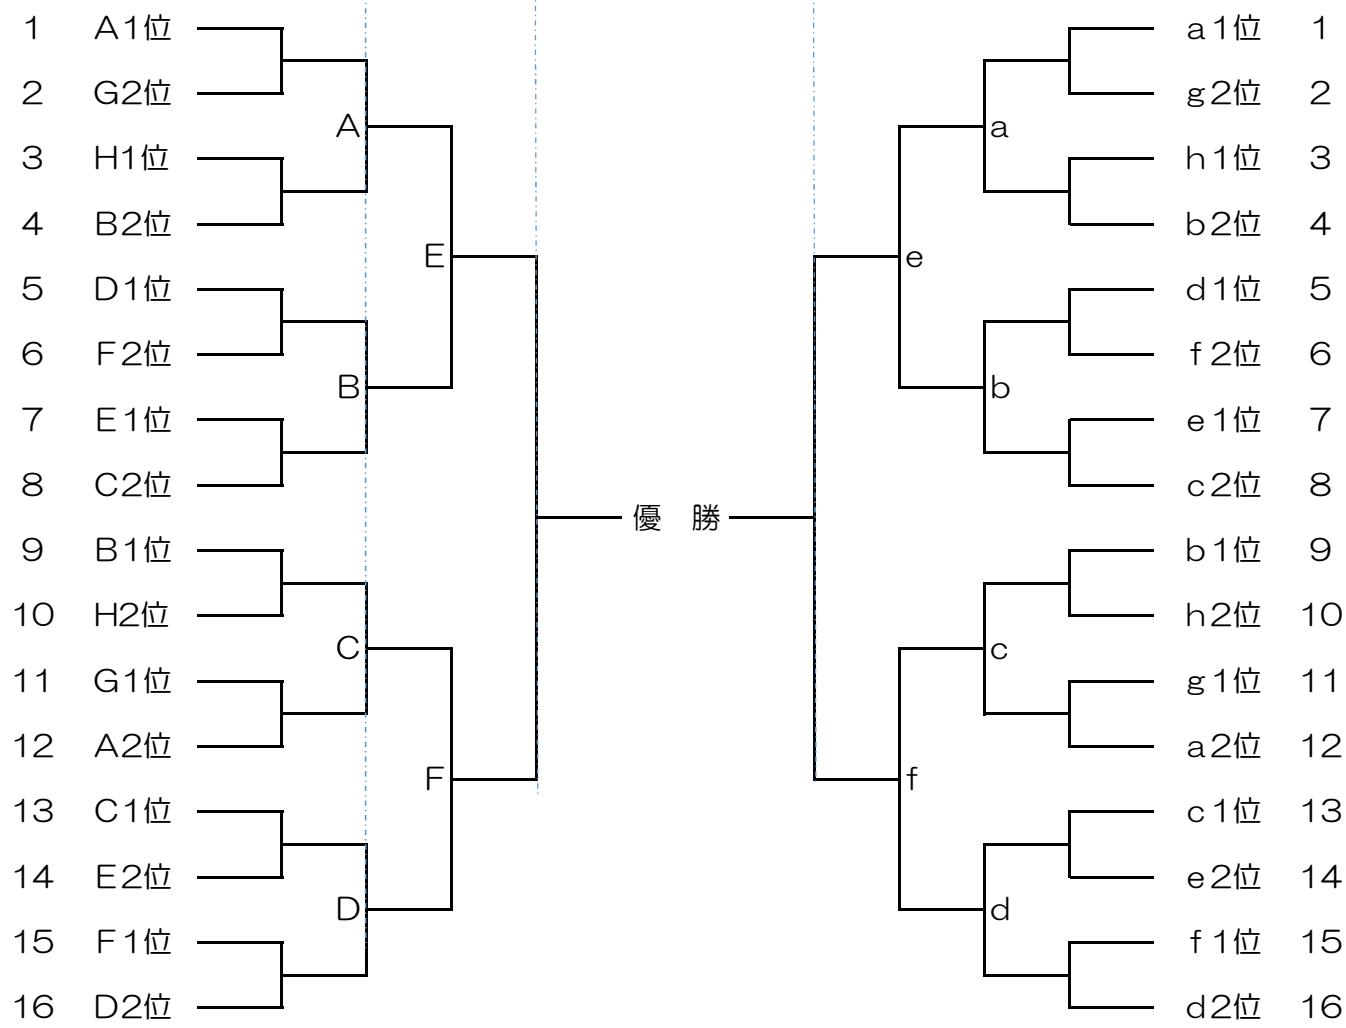 1 A1位 a1位 1
2 G2位 g2位 2
A a
3 H1位 h1位 3
4 B2位 b2位 4
E e
5 D1位 d1位 5
6 F2位 f2位 6
B b
7 E1位 e1位 7
8 C2位 c2位 8
優 勝
9 B1位 b1位 9
10 H2位 h2位 10
C c
11 G1位 g1位 11
12 A2位 a2位 12
F f
13 C1位 c1位 13
14 E2位 e2位 14
D d
15 F1位 f1位 15
16 D2位 d2位 16